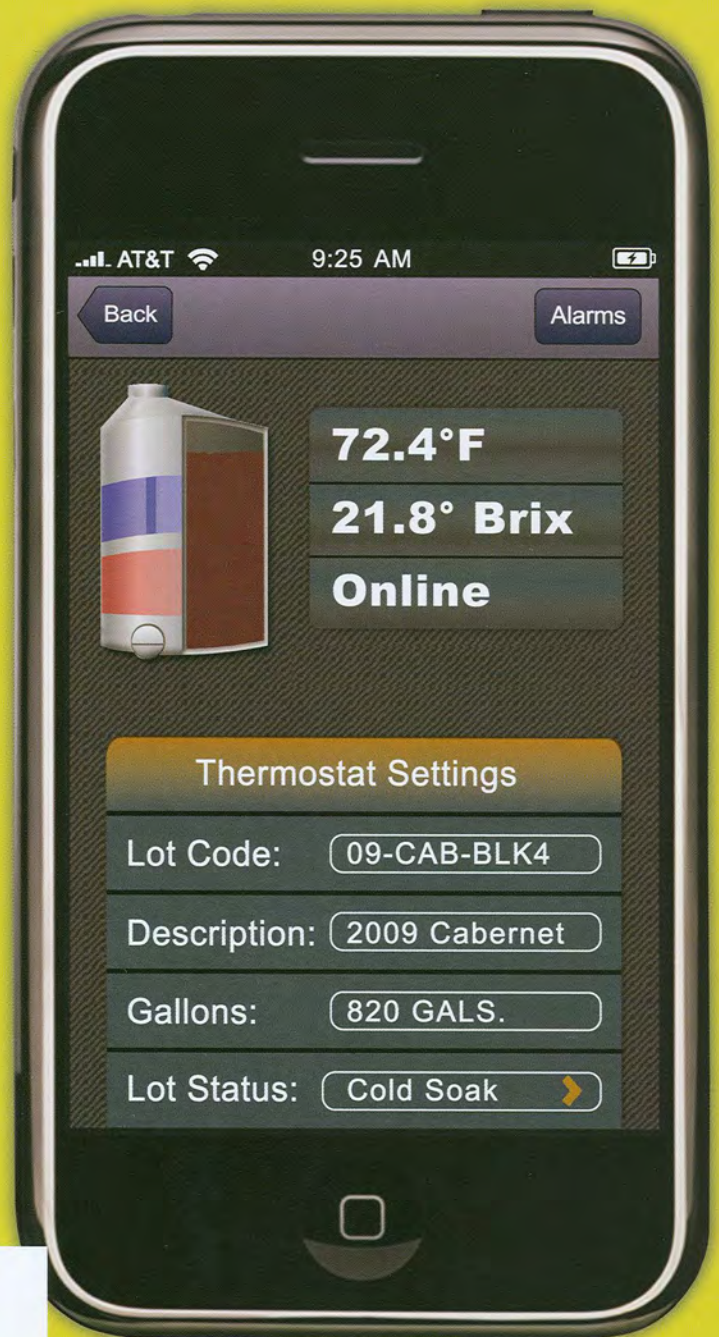 AT&T 9:25 AM
Back Alarms
72.4°F
21.8° Brix
Online
Thermostat Settings
Lot Code: 09-CAB-BLK4
Description: 2009 Cabernet
Gallons: 820 GALS.
Lot Status: Cold Soak